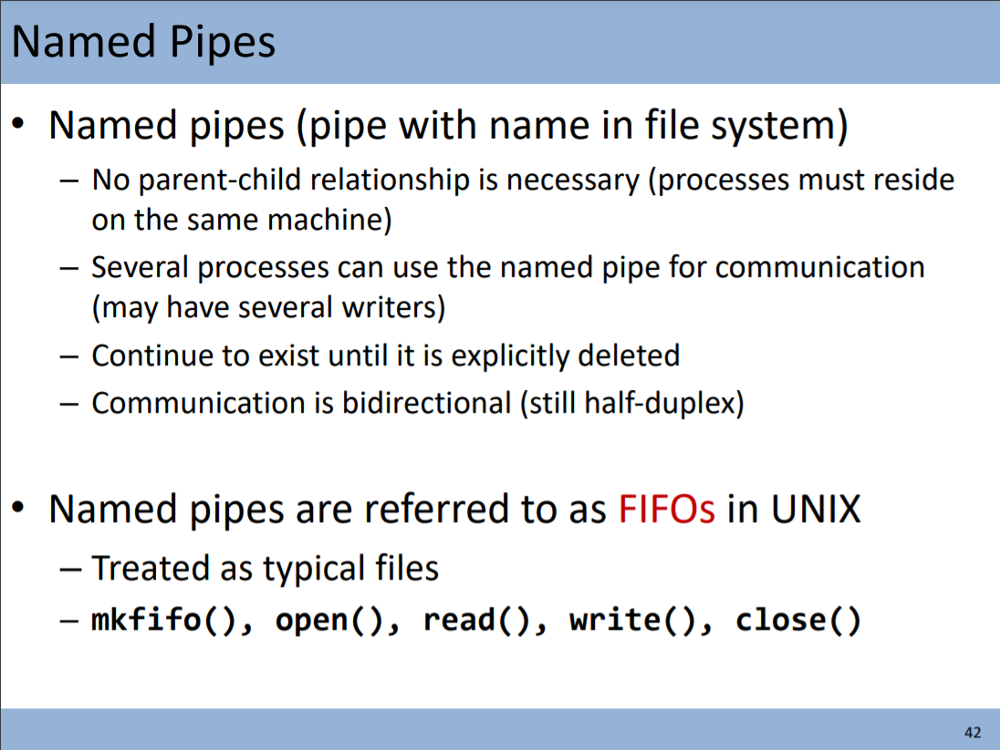 Named Pipes
• Named pipes (pipe with name in file system)
– No parent-child relationship is necessary (processes must reside
on the same machine)
– Several processes can use the named pipe for communication
(may have several writers)
– Continue to exist until it is explicitly deleted
– Communication is bidirectional (still half-duplex)
• Named pipes are referred to as FIFOs in UNIX
– Treated as typical files
– mkfifo(), open(), read(), write(), close()
42